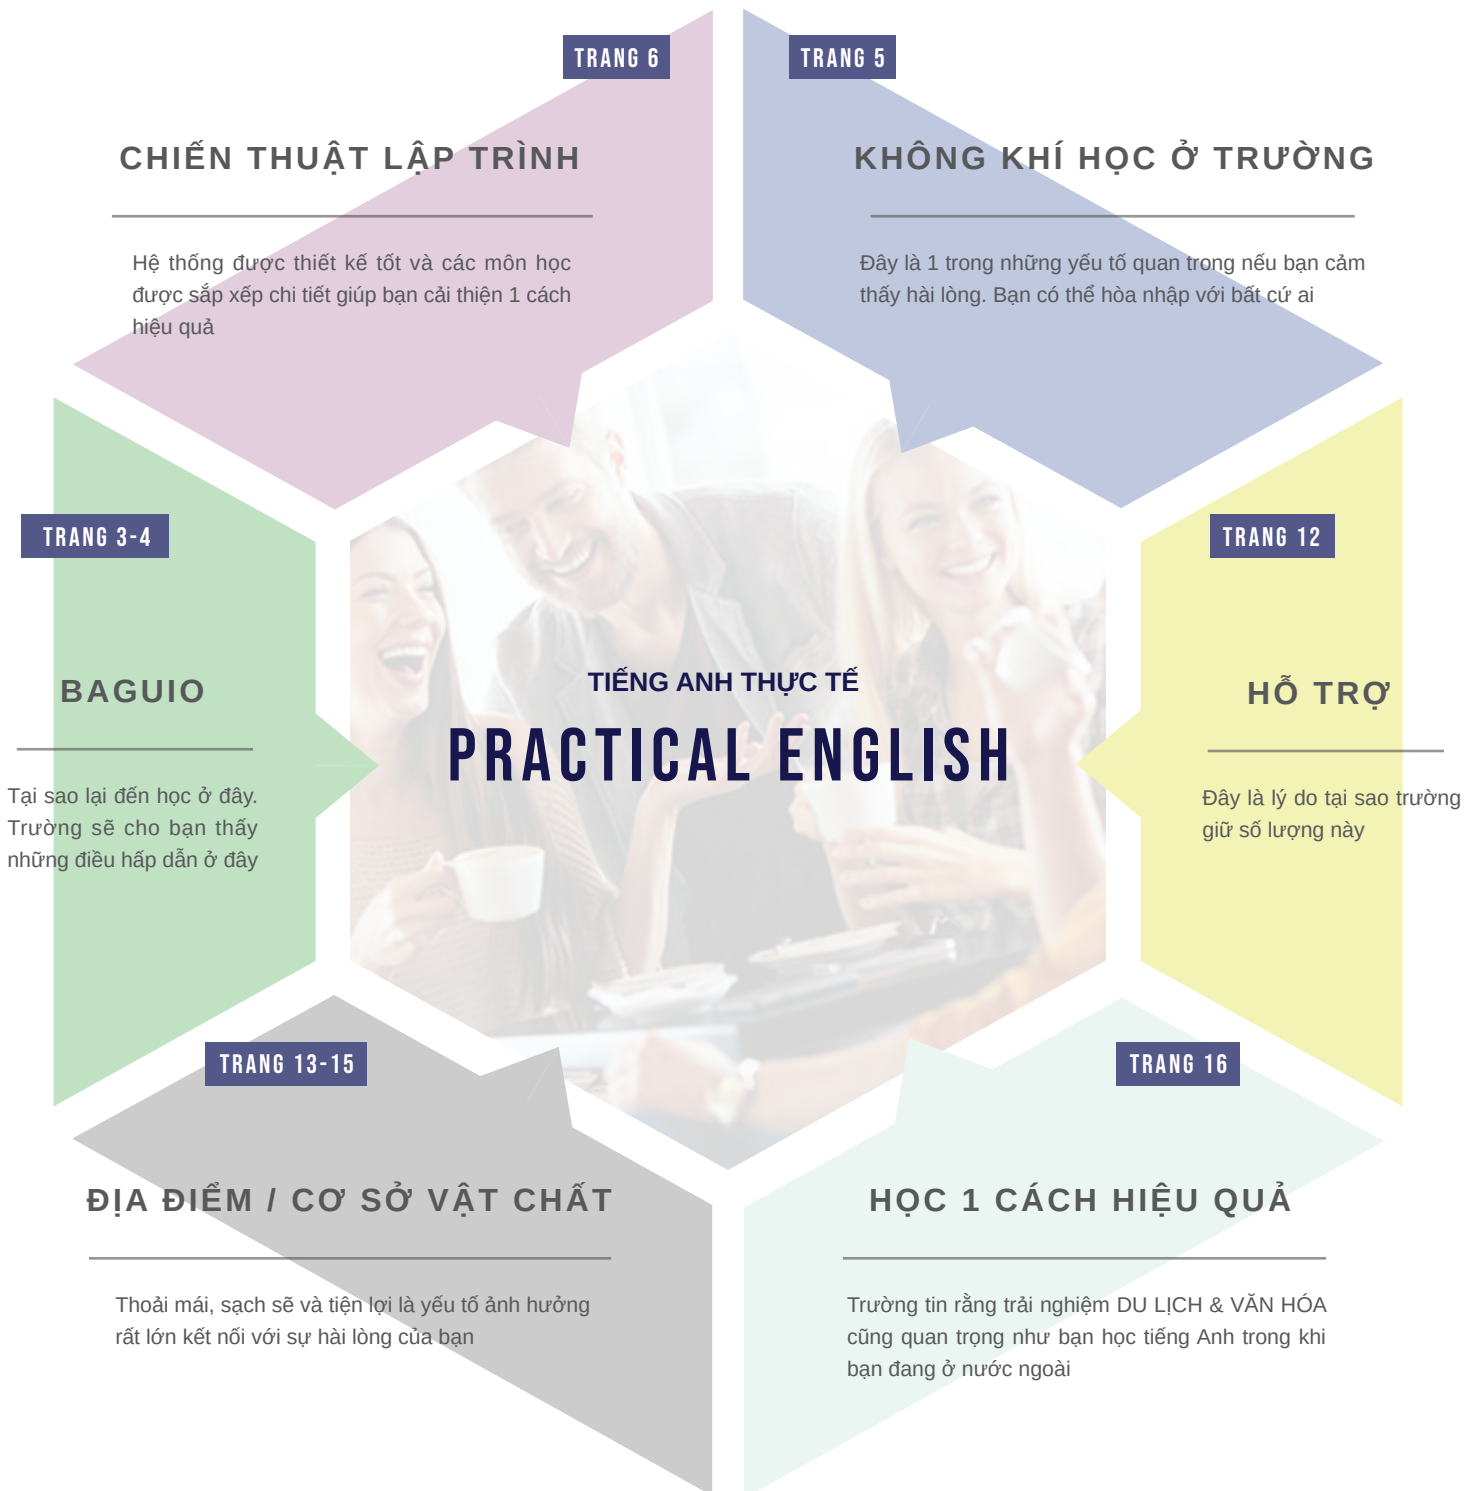 TRANG 6
CHIẾN THUẬT LẬP TRÌNH
Hệ thống được thiết kế tốt và các môn học
được sắp xếp chi tiết giúp bạn cải thiện 1 cách
hiệu quả
TRANG 5
KHÔNG KHÍ HỌC Ở TRƯỜNG
Đây là 1 trong những yếu tố quan trọng nếu bạn cảm
thấy hài lòng. Bạn có thể hòa nhập với bất cứ ai
TRANG 3-4
BAGUIO
Tại sao lại đến học ở đây.
Trường sẽ cho bạn thấy
những điều hấp dẫn ở đây
TIẾNG ANH THỰC TẾ
PRACTICAL ENGLISH
TRANG 12
HỖ TRỢ
Đây là lý do tại sao trường
giữ số lượng này
TRANG 13-15
ĐỊA ĐIỂM / CƠ SỞ VẬT CHẤT
Thoải mái, sạch sẽ và tiện lợi là yếu tố ảnh hưởng
rất lớn kết nối với sự hài lòng của bạn
TRANG 16
HỌC 1 CÁCH HIỆU QUẢ
Trường tin rằng trải nghiệm DU LỊCH & VĂN HÓA
cũng quan trọng như bạn học tiếng Anh trong khi
bạn đang ở nước ngoài